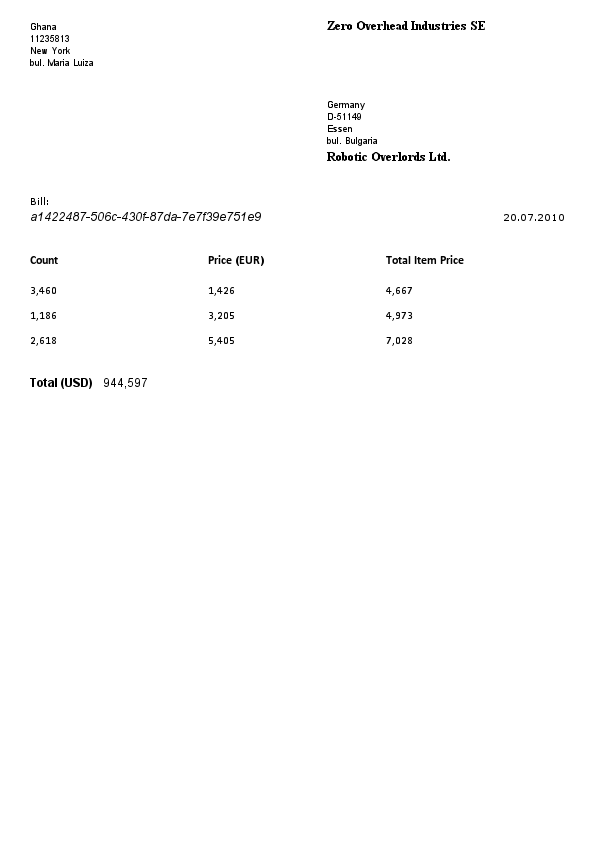 Ghana
11235813
New York
bul. Maria Luiza
Zero Overhead Industries SE
Germany
D-51149
Essen
bul. Bulgaria
Robotic Overlords Ltd.
Bill:
a1422487-506c-430f-87da-7e7f39e751e9
20.07.2010
Count Price (EUR) Total Item Price
3,460 1,426 4,667
1,186 3,205 4,973
2,618 5,405 7,028
Total (USD) 944,597